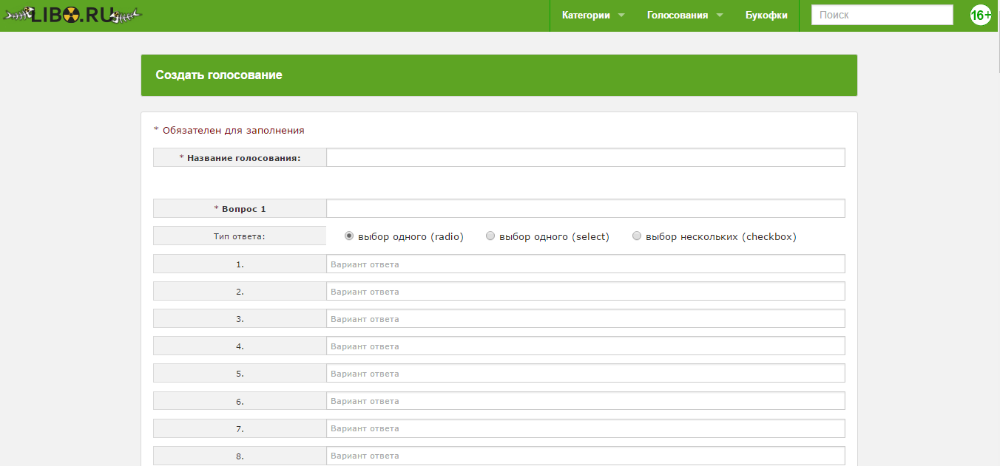 LIBO.RU Категории Голосования Букофки Поиск 16+
Создать голосование
* Обязателен для заполнения
* Название голосования:
* Вопрос 1
Тип ответа: выбор одного (radio) выбор одного (select) выбор нескольких (checkbox)
1. Вариант ответа
2. Вариант ответа
3. Вариант ответа
4. Вариант ответа
5. Вариант ответа
6. Вариант ответа
7. Вариант ответа
8. Вариант ответа